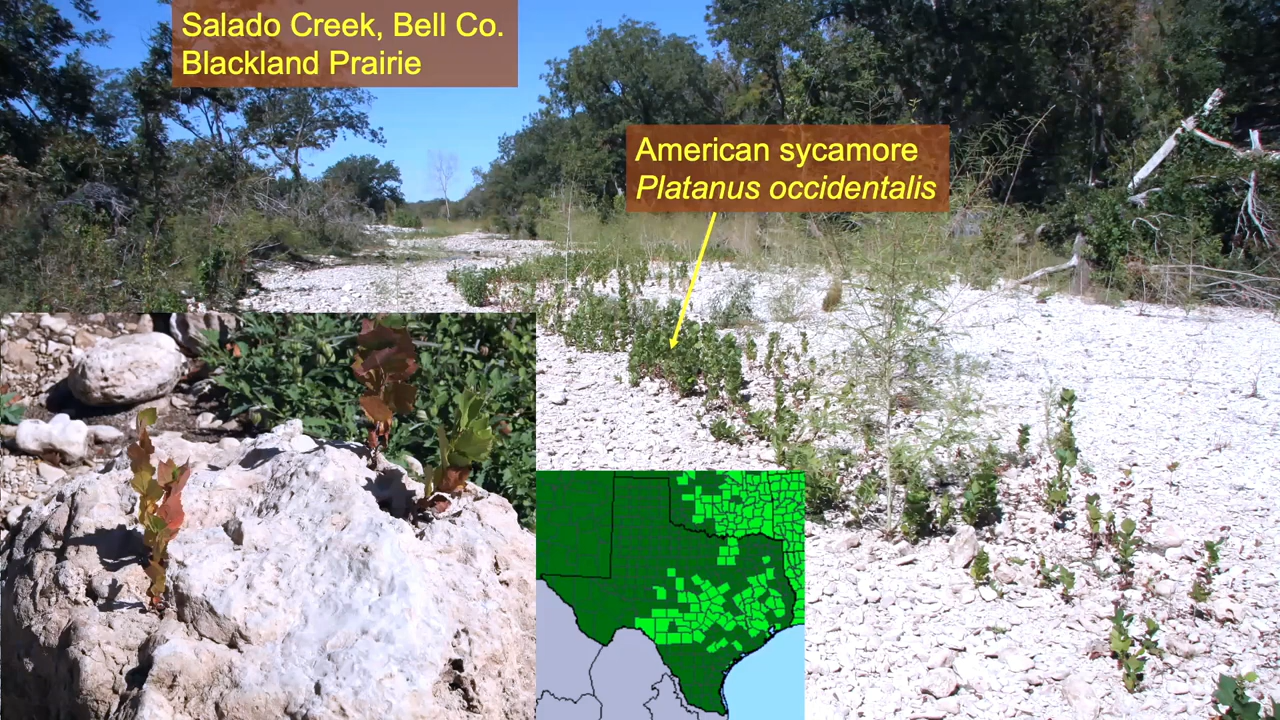 Salado Creek, Bell Co.
Blackland Prairie
American sycamore
Platanus occidentalis